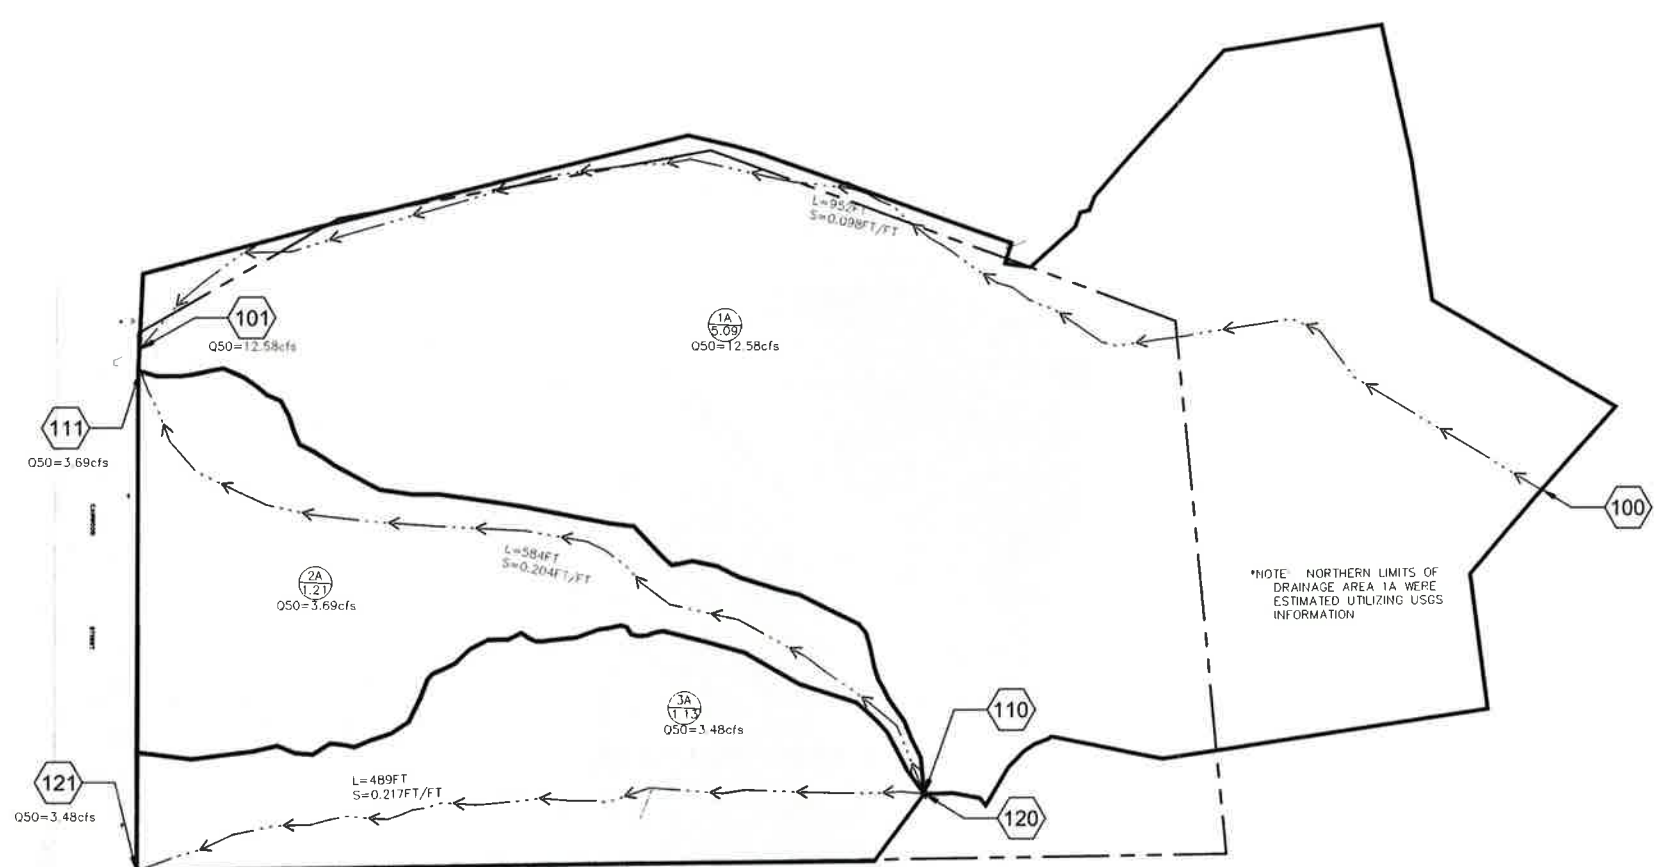 L=952FT
S=0.098FT/FT
101
Q50=12.58cfs
1A
5.09
Q50=12.58cfs
111
Q50=3.69cfs
100
L=584FT
S=0.204FT/FT
2A
1.21
Q50=3.69cfs
*NOTE: NORTHERN LIMITS OF
DRAINAGE AREA 1A WERE
ESTIMATED UTILIZING USGS
INFORMATION
STREET
3A
1.13
Q50=3.48cfs
110
121
Q50=3.48cfs
L=489FT
S=0.217FT/FT
120